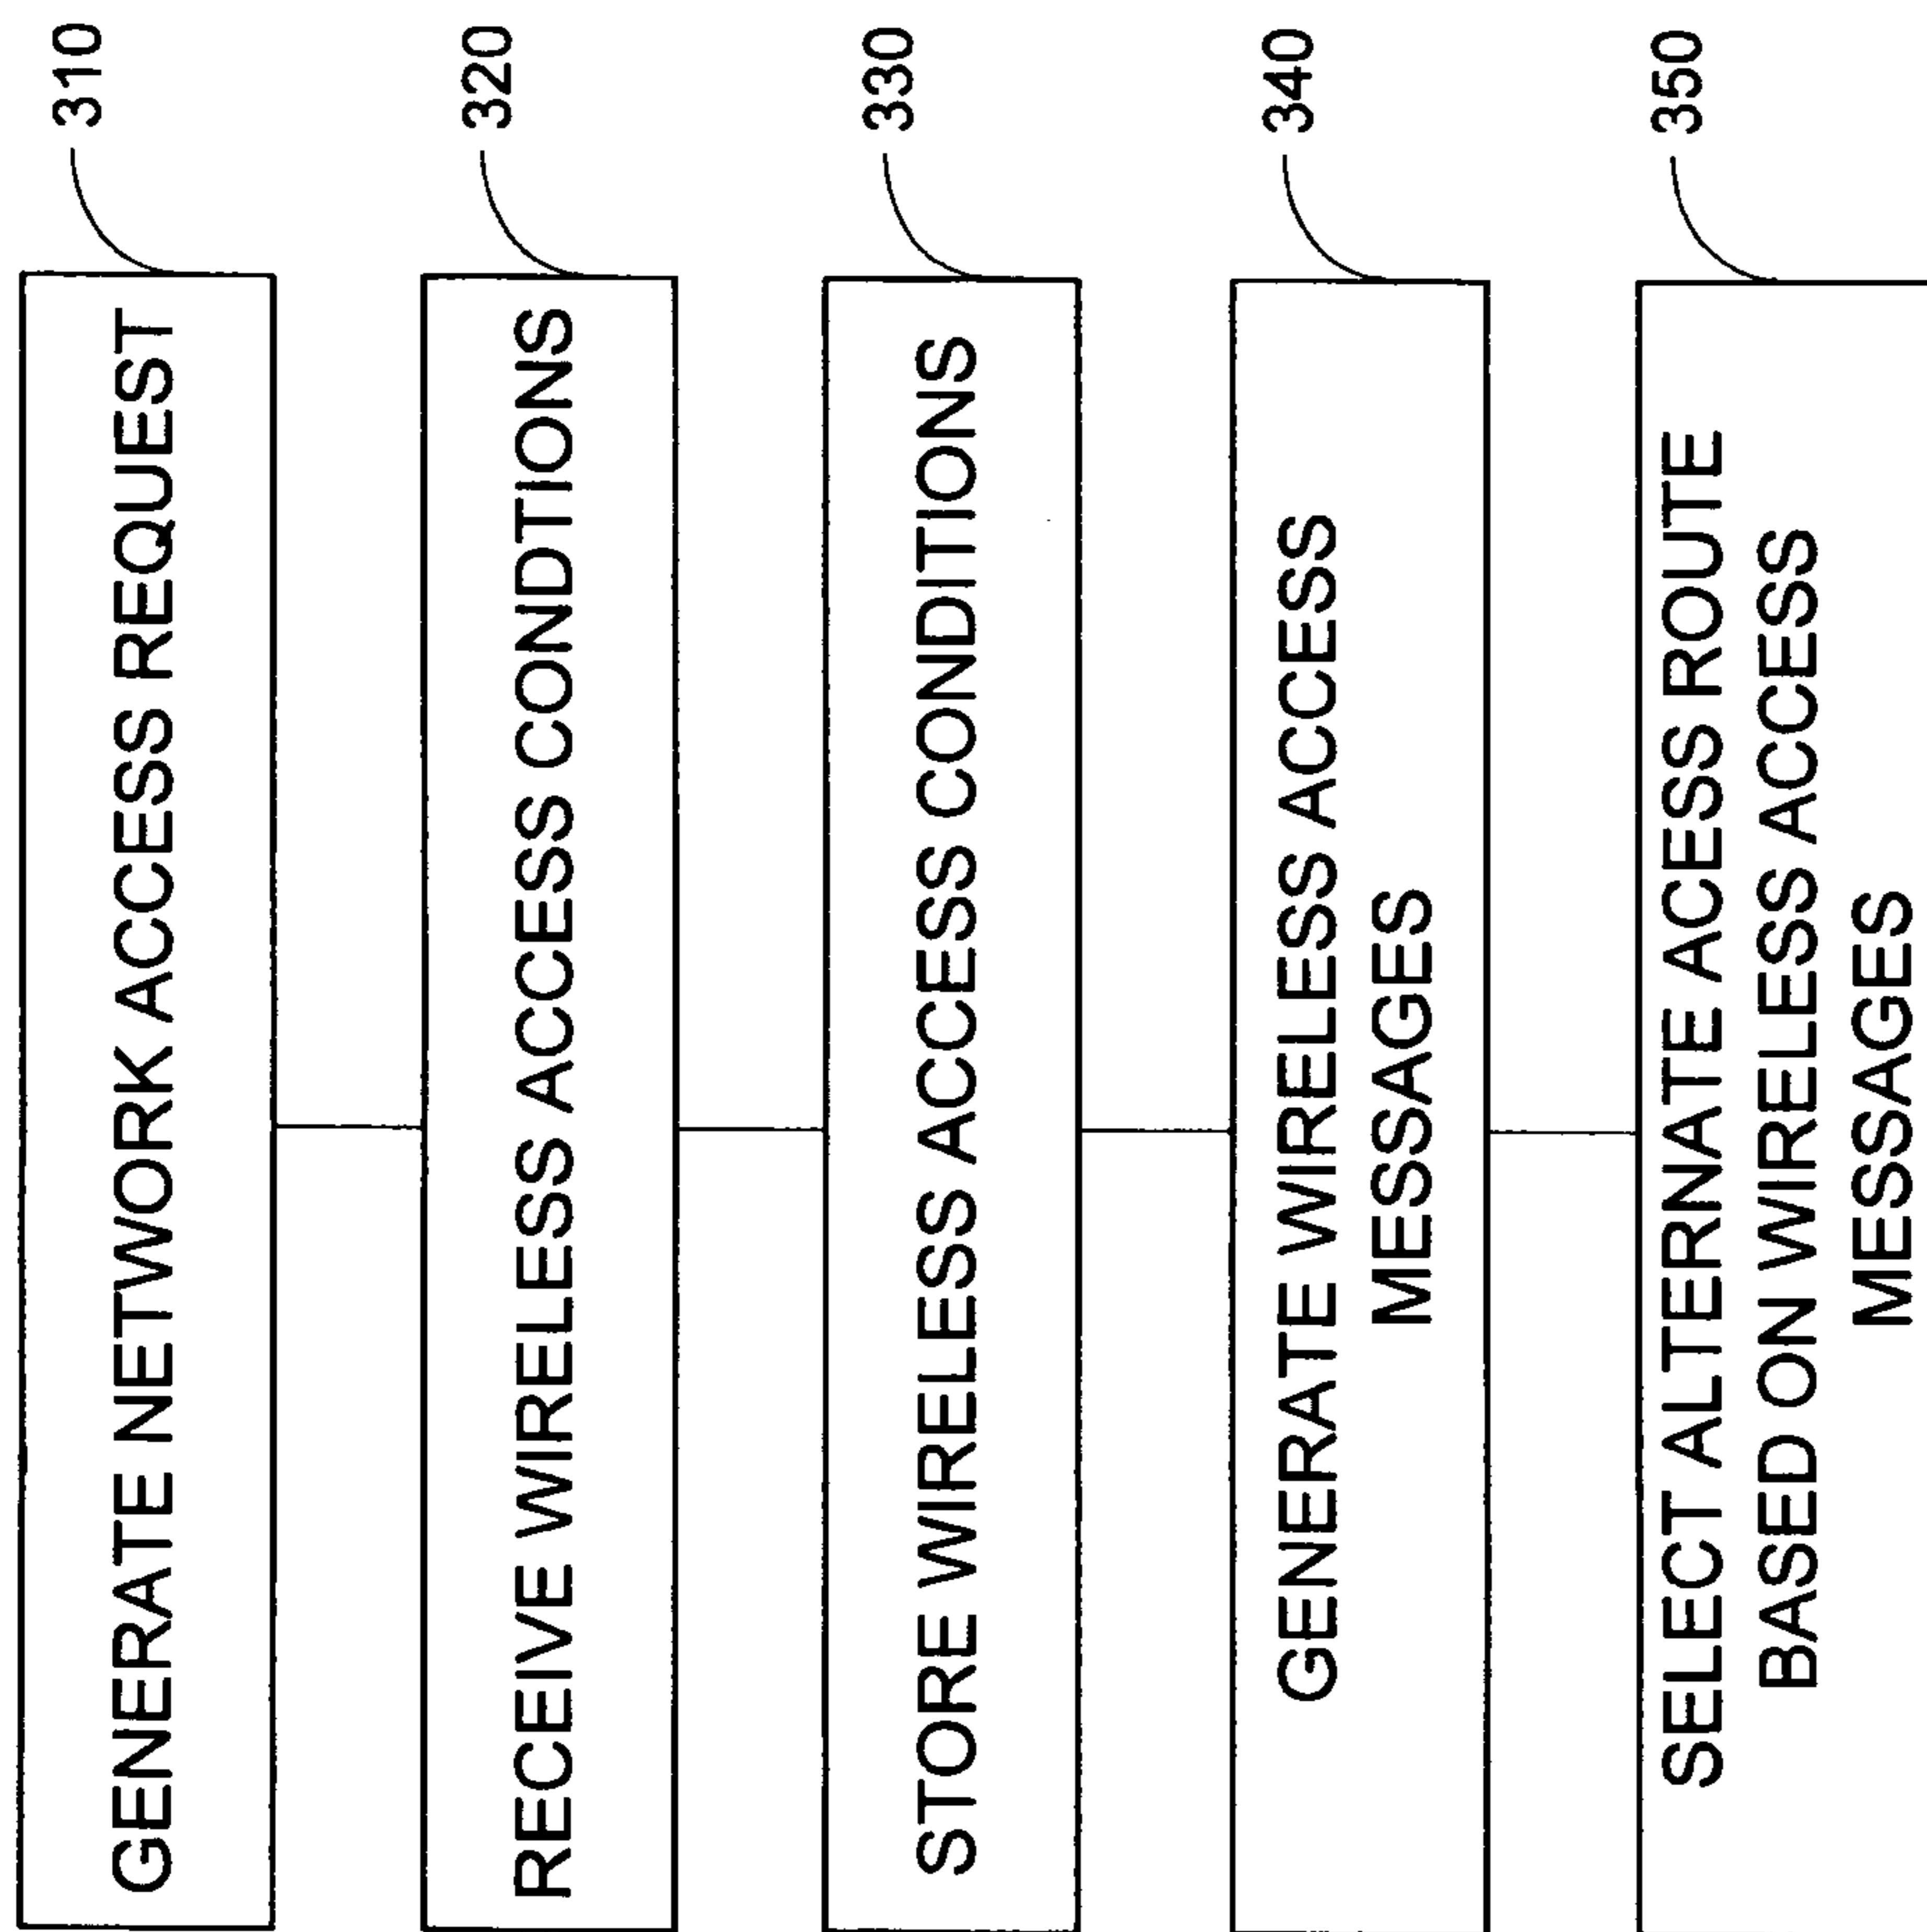 GENERATE NETWORK ACCESS REQUEST
310
RECEIVE WIRELESS ACCESS CONDTIONS
320
STORE WIRELESS ACCESS CONDITIONS
330
GENERATE WIRELESS ACCESS
MESSAGES
340
SELECT ALTERNATE ACCESS ROUTE
BASED ON WIRELESS ACCESS
MESSAGES
350